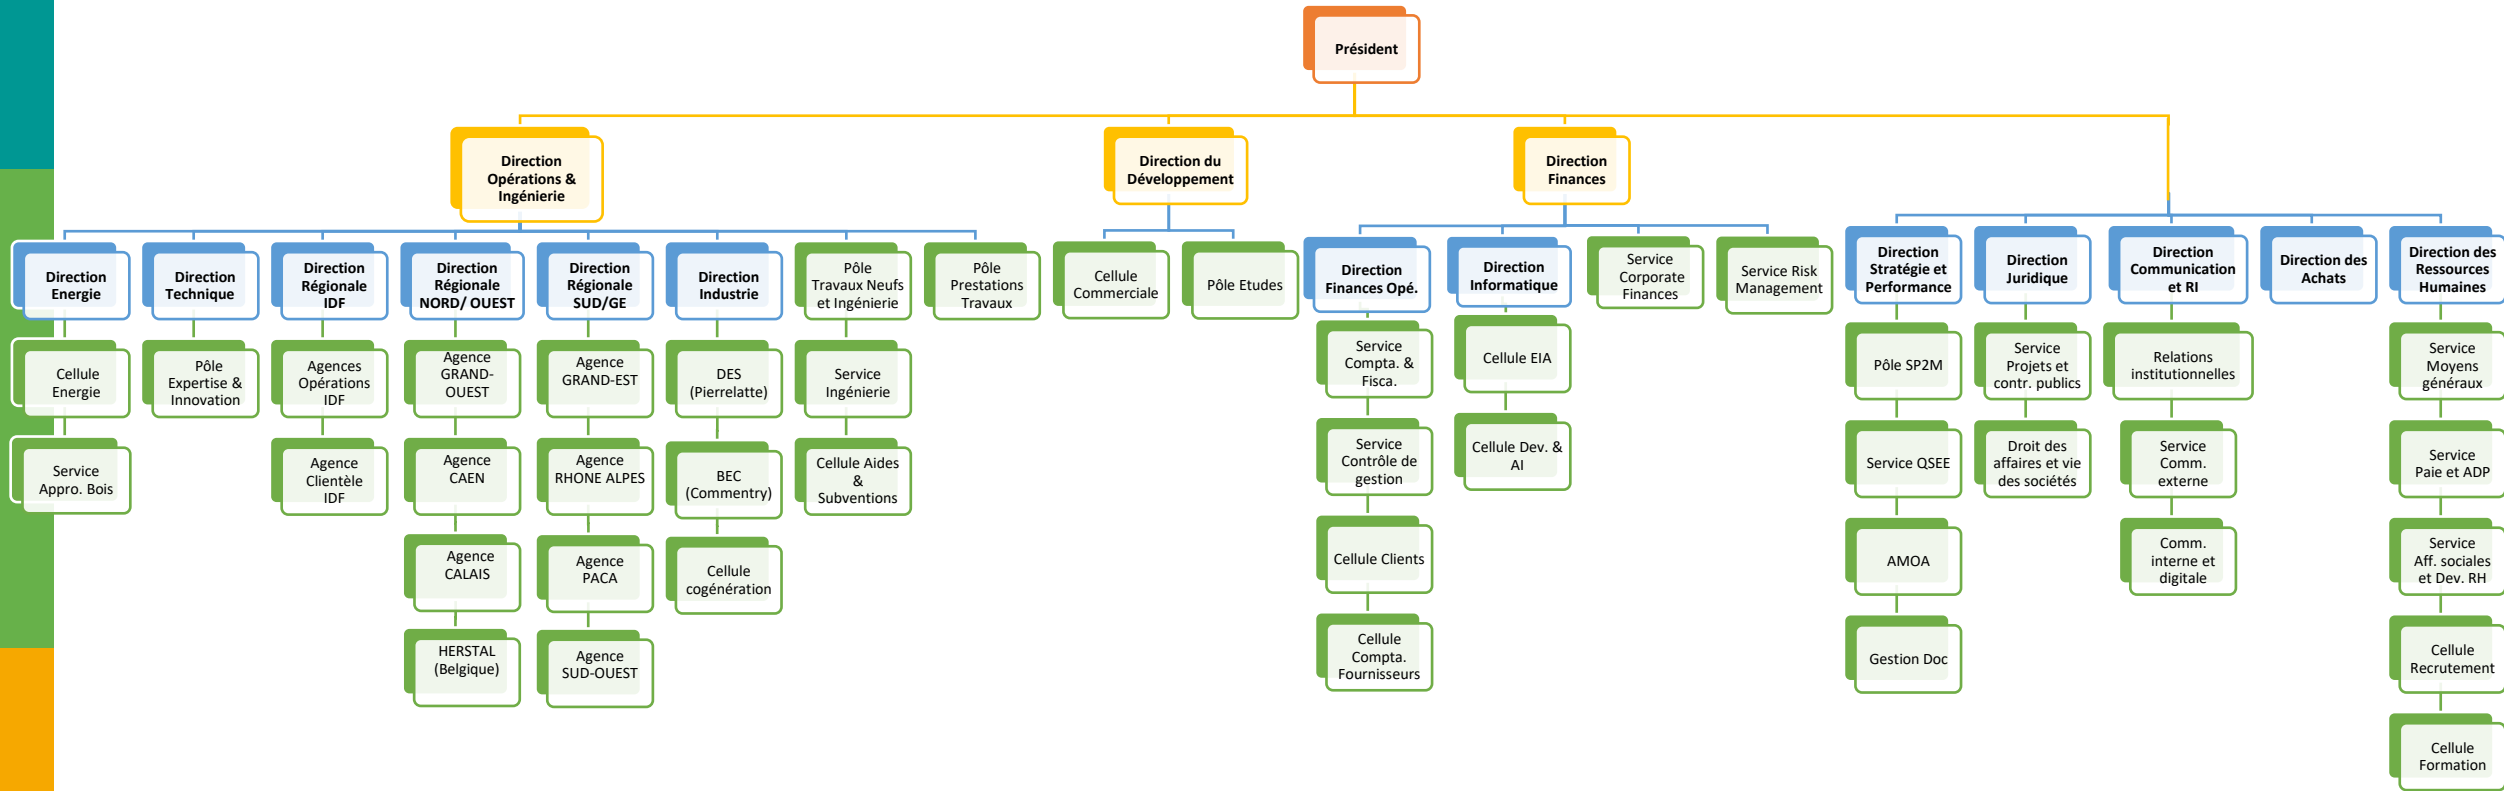 Président
Direction
Opérations &
Ingénierie
Direction du
Développement
Direction
Finances
Direction
Energie
Direction
Technique
Direction
Régionale
IDF
Direction
Régionale
NORD/ OUEST
Direction
Régionale
SUD/GE
Direction
Industrie
Pôle
Travaux Neufs
et Ingénierie
Pôle
Prestations
Travaux
Cellule
Commerciale
Pôle Etudes
Direction
Finances Opé.
Direction
Informatique
Service
Corporate
Finances
Service Risk
Management
Direction
Stratégie et
Performance
Direction
Juridique
Direction
Communication
et RI
Direction des
Achats
Direction des
Ressources
Humaines
Cellule
Energie
Pôle
Expertise &
Innovation
Agences
Opérations
IDF
Agence
GRAND-
OUEST
Agence
GRAND-EST
DES
(Pierrelatte)
Service
Ingénierie
Service
Compta. &
Fisca.
Cellule EIA
Pôle SP2M
Service
Projets et
contr. publics
Relations
institutionnelles
Service
Moyens
généraux
Service
Appro. Bois
Agence
Clientèle
IDF
Agence
CAEN
Agence
RHONE ALPES
BEC
(Commentry)
Cellule Aides
&
Subventions
Service
Contrôle de
gestion
Cellule Dev. &
AI
Service QSEE
Droit des
affaires et vie
des sociétés
Service
Comm.
externe
Service
Paie et ADP
Agence
CALAIS
Agence
PACA
Cellule
cogénération
Cellule Clients
AMOA
Comm.
interne et
digitale
Service
Aff. sociales
et Dev. RH
HERSTAL
(Belgique)
Agence
SUD-OUEST
Cellule
Compta.
Fournisseurs
Gestion Doc
Cellule
Recrutement
Cellule
Formation